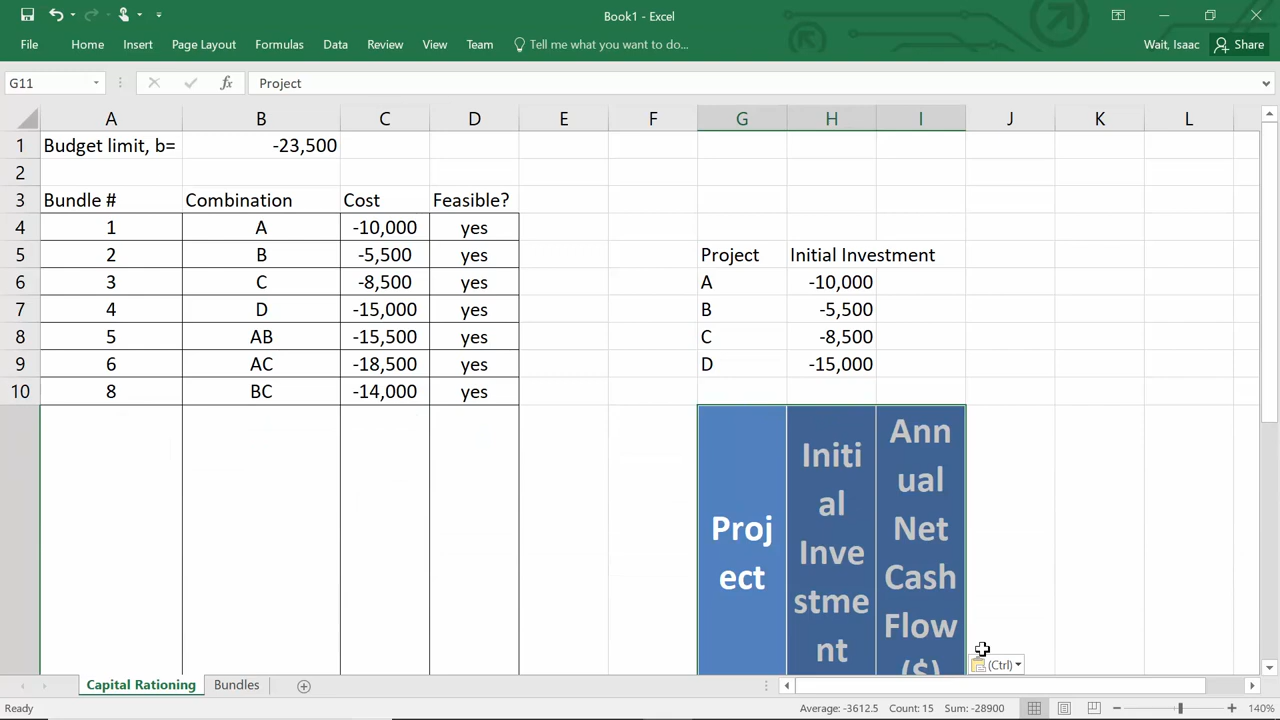 Book1 - Excel
File Home Insert Page Layout Formulas Data Review View Team Tell me what you want to do... Wait, Isaac Share
G11 fx Project
A B C D E F G H I J K L
1 Budget limit, b= -23,500
2
3 Bundle # Combination Cost Feasible?
4 1 A -10,000 yes
5 2 B -5,500 yes Project Initial Investment
6 3 C -8,500 yes A -10,000
7 4 D -15,000 yes B -5,500
8 5 AB -15,500 yes C -8,500
9 6 AC -18,500 yes D -15,000
10 8 BC -14,000 yes
Proj
ect
Initi
al
Inve
stme
nt
Ann
ual
Net
Cash
Flow
($)
(Ctrl)
Capital Rationing Bundles
Ready Average: -3612.5 Count: 15 Sum: -28900 140%